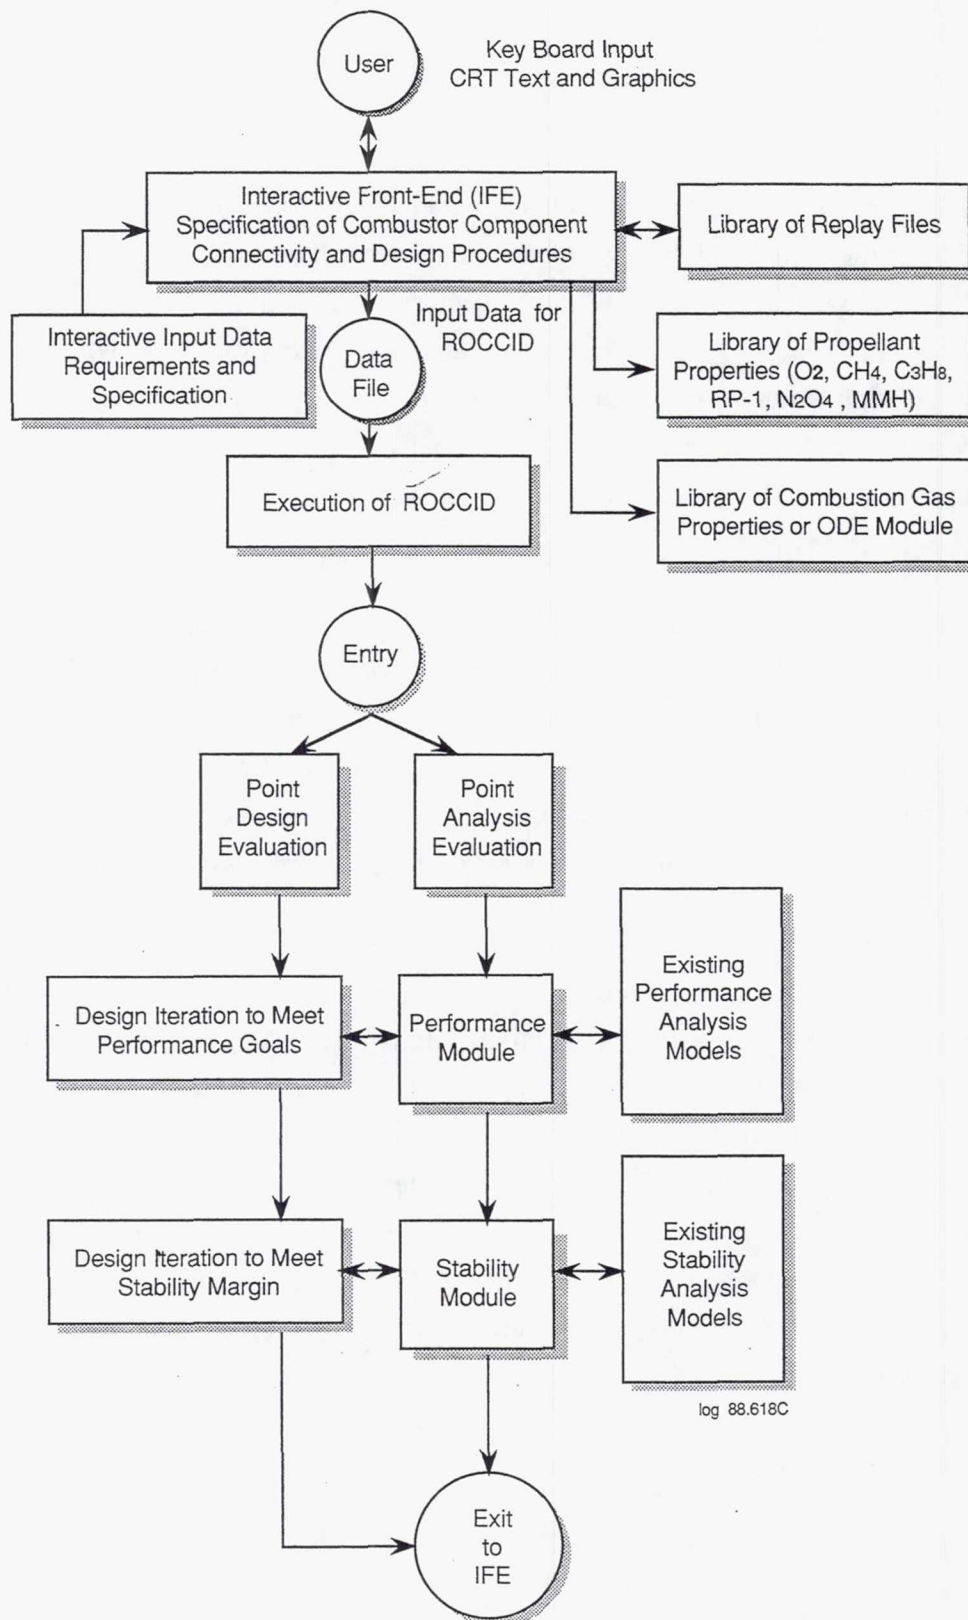 User
Key Board Input
CRT Text and Graphics
Interactive Front-End (IFE)
Specification of Combustor Component
Connectivity and Design Procedures
Library of Replay Files
Interactive Input Data
Requirements and
Specification
Data
File
Input Data for
ROCCID
Library of Propellant
Properties (O2, CH4, C3H8,
RP-1, N2O4 , MMH)
Execution of ROCCID
Library of Combustion Gas
Properties or ODE Module
Entry
Point
Design
Evaluation
Point
Analysis
Evaluation
Design Iteration to Meet
Performance Goals
Performance
Module
Existing
Performance
Analysis
Models
Design Iteration to Meet
Stability Margin
Stability
Module
Existing
Stability
Analysis
Models
log 88.618C
Exit
to
IFE